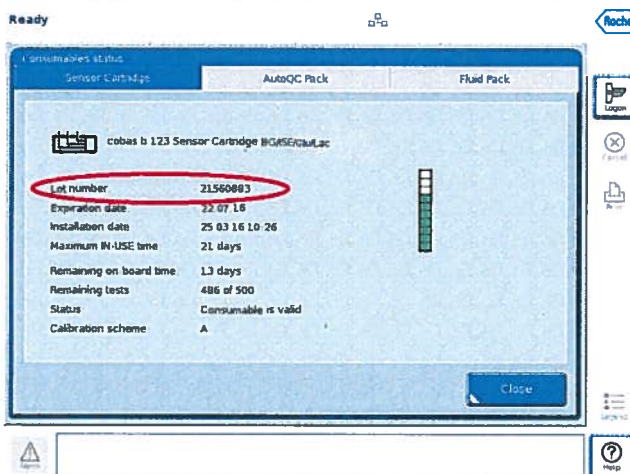 Ready
Roche
Consumables status
Sensor Cartridge
AutoQC Pack
Fluid Pack
Logon
cobas b 123 Sensor Cartridge BG/ISE/Glu/Lac
Cancel
Lot number 21560883
Print
Expiration date 22 07 16
Installation date 25 03 16 10:26
Maximum IN-USE time 21 days
Remaining on board time 13 days
Remaining tests 486 of 500
Status Consumable is valid
Calibration scheme A
Close
Help